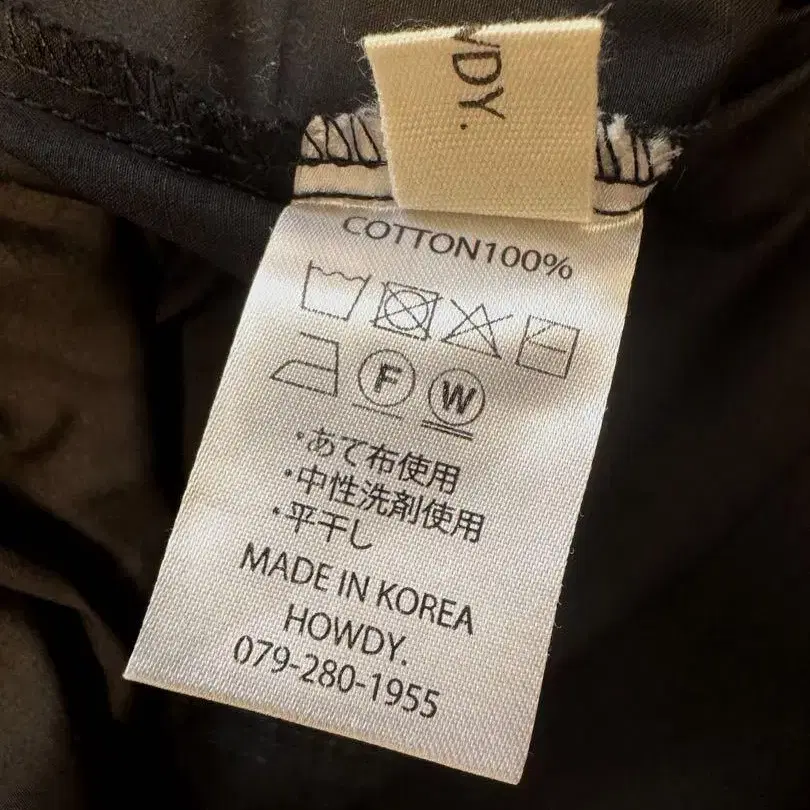 WDY.
COTTON100%
F W
・あて布使用
・中性洗剤使用
・平干し
MADE IN KOREA
HOWDY.
079-280-1955